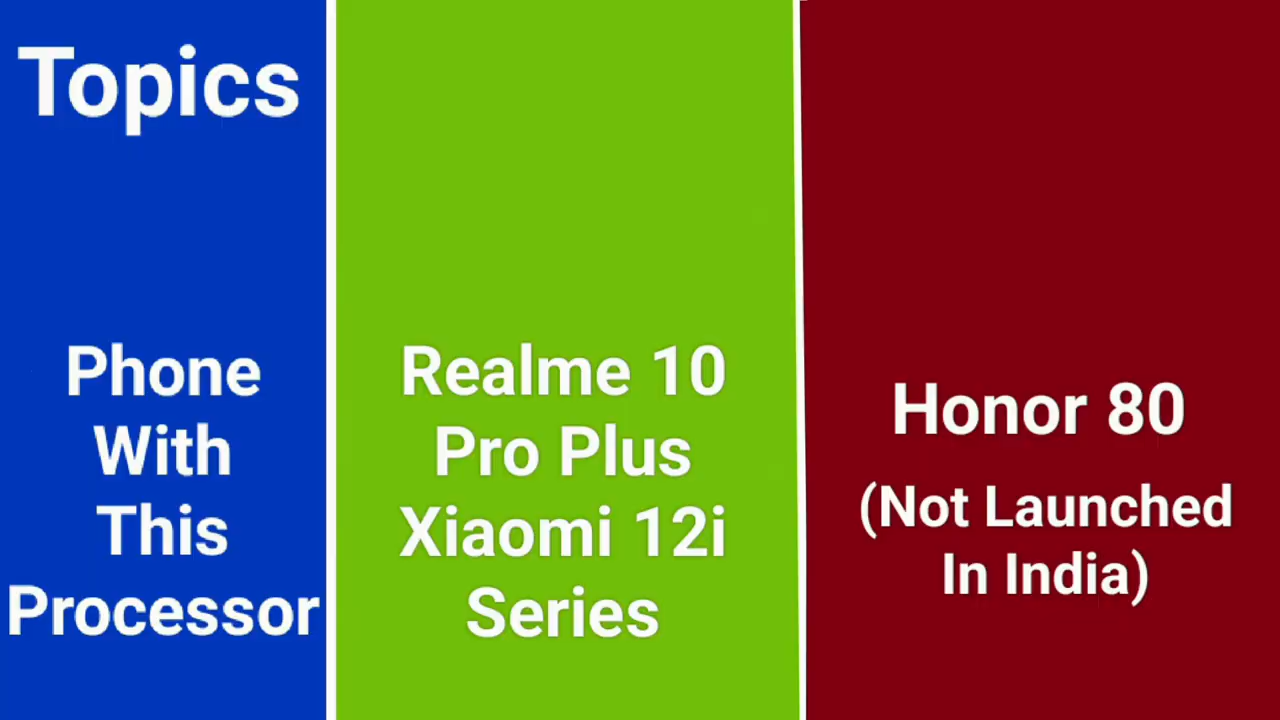 Topics
Phone
With
This
Processor
Realme 10
Pro Plus
Xiaomi 12i
Series
Honor 80
(Not Launched
In India)